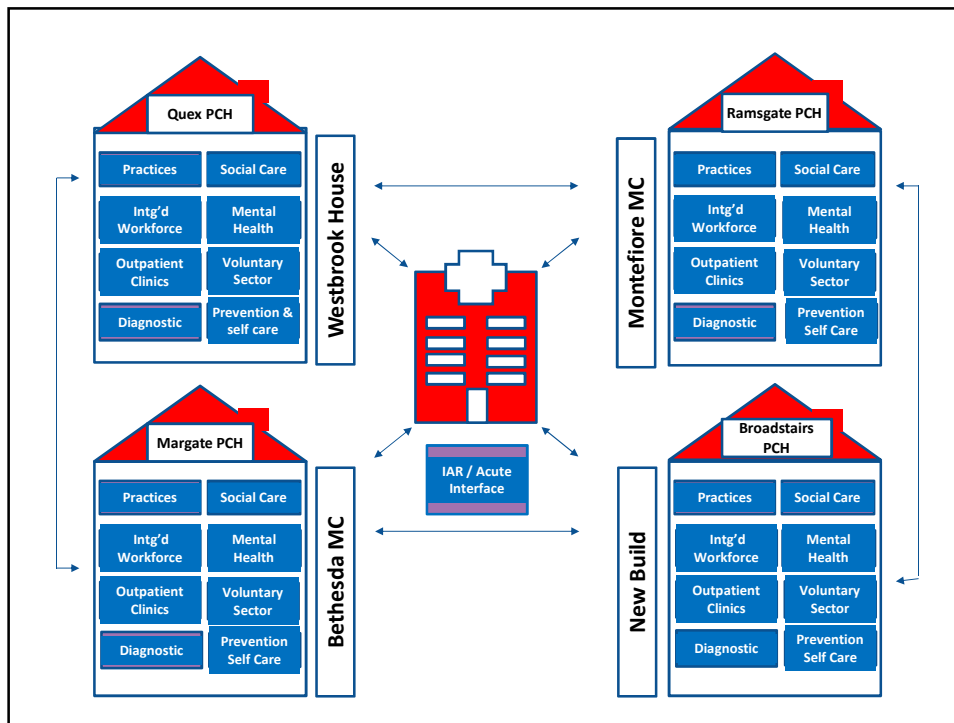 Quex PCH
Practices
Social Care
Intg'd
Workforce
Mental
Health
Outpatient
Clinics
Voluntary
Sector
Diagnostic
Prevention &
self care
Westbrook House
Ramsgate PCH
Montefiore MC
Practices
Social Care
Intg'd
Workforce
Mental
Health
Outpatient
Clinics
Voluntary
Sector
Diagnostic
Prevention
Self Care
IAR / Acute
Interface
Margate PCH
Practices
Social Care
Intg'd
Workforce
Mental
Health
Outpatient
Clinics
Voluntary
Sector
Diagnostic
Prevention
Self Care
Bethesda MC
Broadstairs
PCH
New Build
Practices
Social Care
Intg'd
Workforce
Mental
Health
Outpatient
Clinics
Voluntary
Sector
Diagnostic
Prevention
Self Care